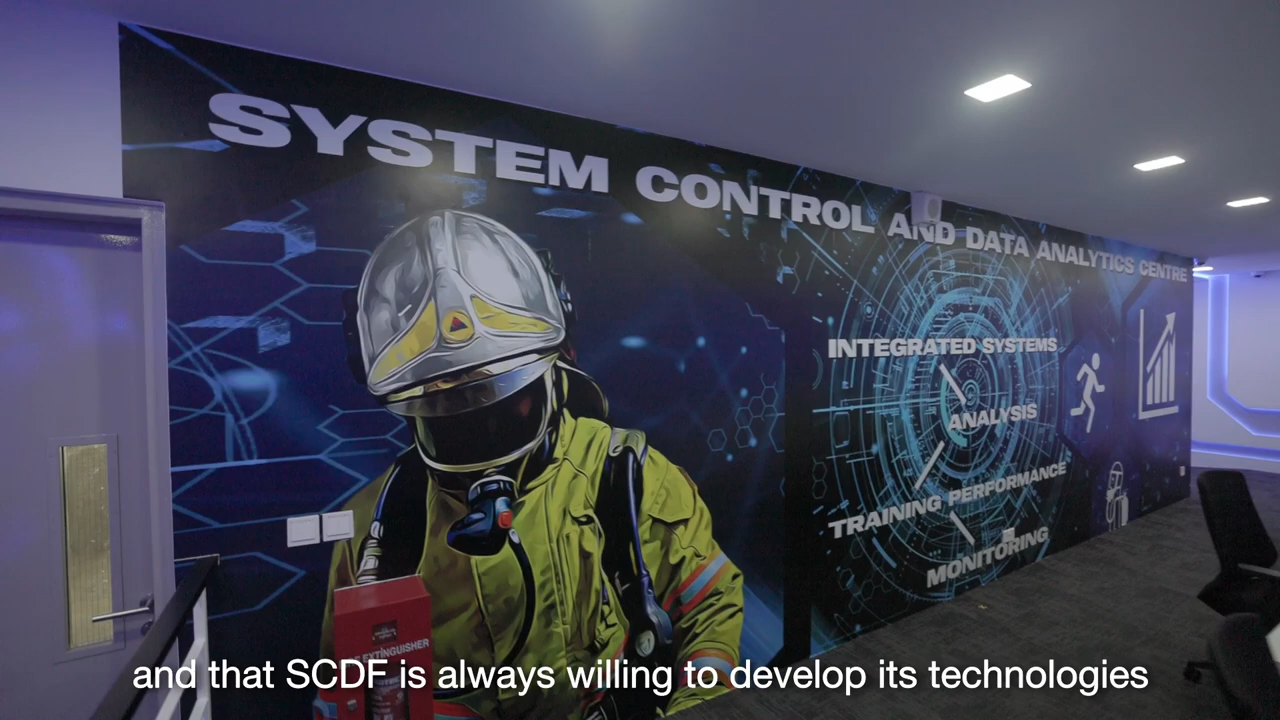 SYSTEM CONTROL AND DATA ANALYTICS CENTRE
INTEGRATED SYSTEMS
ANALYSIS
TRAINING PERFORMANCE
MONITORING
EXTINGUISHER
and that SCDF is always willing to develop its technologies